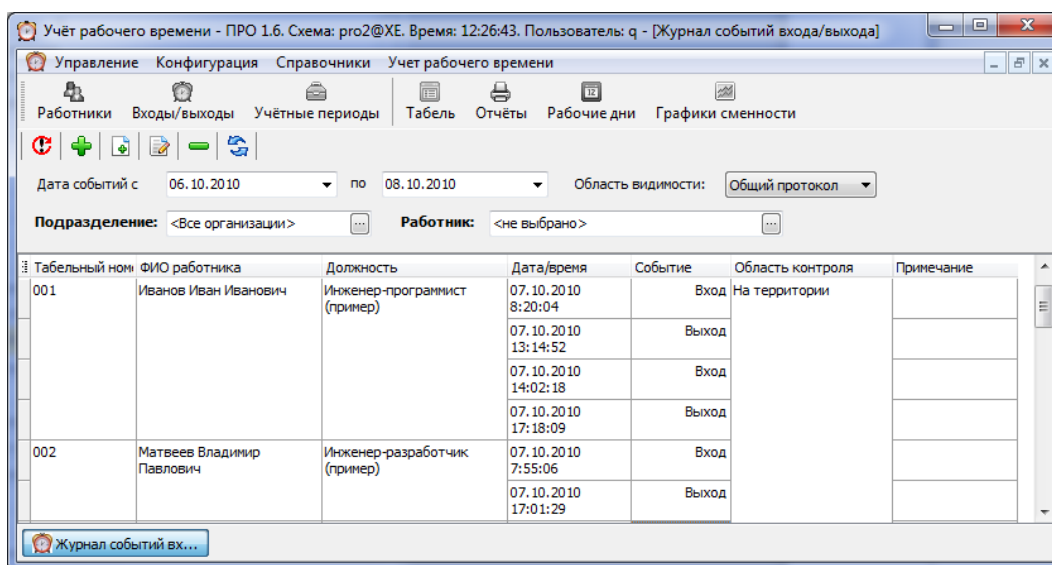 Учёт рабочего времени - ПРО 1.6. Схема: pro2@XE. Время: 12:26:43. Пользователь: q - [Журнал событий входа/выхода]
Управление Конфигурация Справочники Учет рабочего времени
Работники Входы/выходы Учётные периоды Табель Отчёты Рабочие дни Графики сменности
Дата событий с 06.10.2010 по 08.10.2010 Область видимости: Общий протокол
Подразделение: <Все организации> ... Работник: <не выбрано> ...
Табельный ном ФИО работника Должность Дата/время Событие Область контроля Примечание
001 Иванов Иван Иванович Инженер-программист 07.10.2010 Вход На территории
(пример) 8:20:04
07.10.2010 Выход
13:14:52
07.10.2010 Вход
14:02:18
07.10.2010 Выход
17:18:09
002 Матвеев Владимир Инженер-разработчик 07.10.2010 Вход
Павлович (пример) 7:55:06
07.10.2010 Выход
17:01:29
Журнал событий вх...